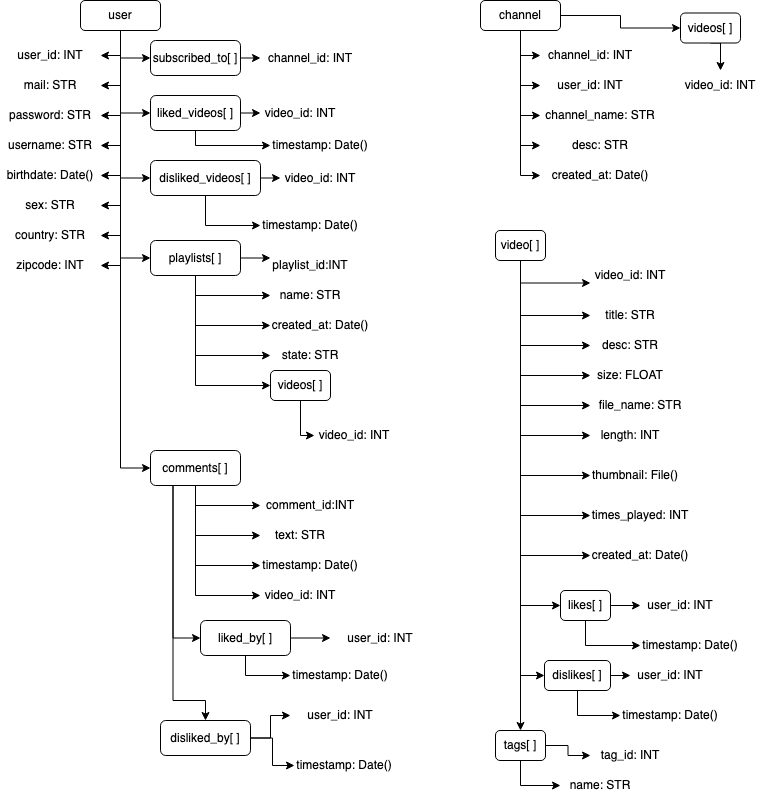 user
user_id: INT
mail: STR
password: STR
username: STR
birthdate: Date()
sex: STR
country: STR
zipcode: INT
subscribed_to[ ]
channel_id: INT
liked_videos[ ]
video_id: INT
timestamp: Date()
disliked_videos[ ]
video_id: INT
timestamp: Date()
playlists[ ]
playlist_id:INT
name: STR
created_at: Date()
state: STR
videos[ ]
video_id: INT
comments[ ]
comment_id:INT
text: STR
timestamp: Date()
video_id: INT
liked_by[ ]
user_id: INT
timestamp: Date()
disliked_by[ ]
user_id: INT
timestamp: Date()
channel
videos[ ]
video_id: INT
channel_id: INT
user_id: INT
channel_name: STR
desc: STR
created_at: Date()
video[ ]
video_id: INT
title: STR
desc: STR
size: FLOAT
file_name: STR
length: INT
thumbnail: File()
times_played: INT
created_at: Date()
likes[ ]
user_id: INT
timestamp: Date()
dislikes[ ]
user_id: INT
timestamp: Date()
tags[ ]
tag_id: INT
name: STR